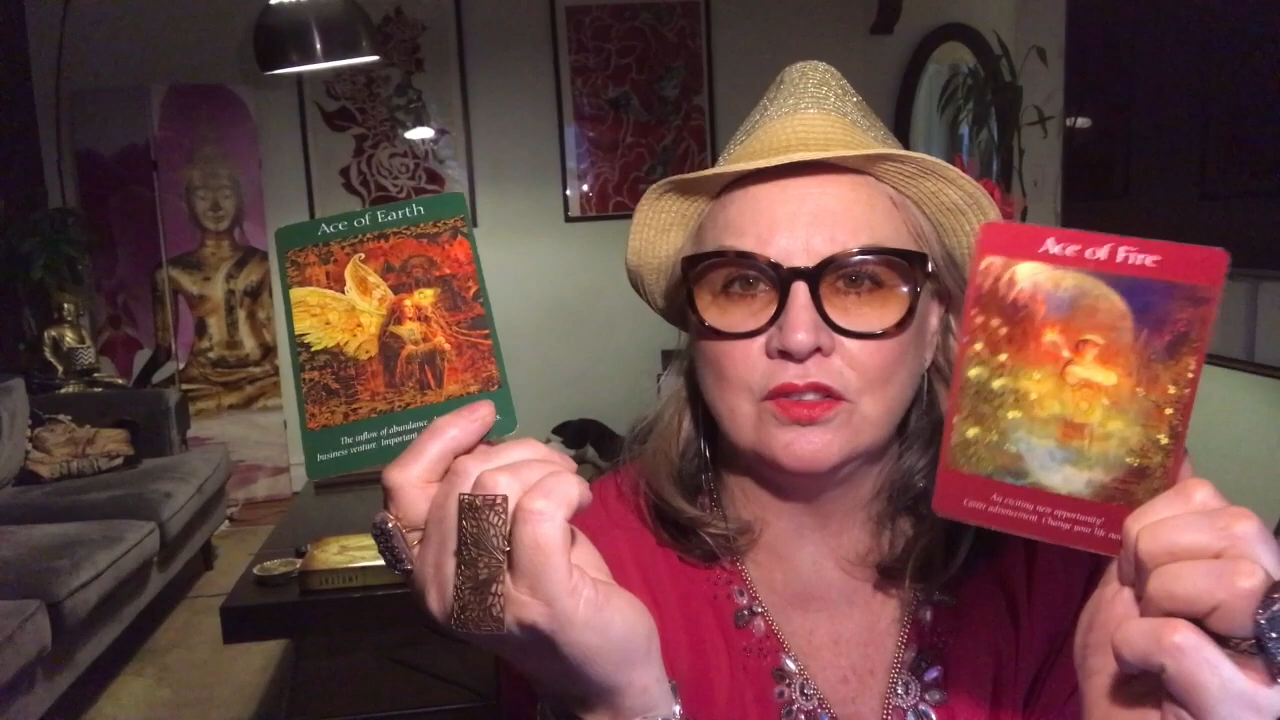 Ace of Earth
The inflow of abundance.
business venture. Important
Ace of Fire
An exciting new opportunity!
Career advancement. Change your life now
ANATOMY